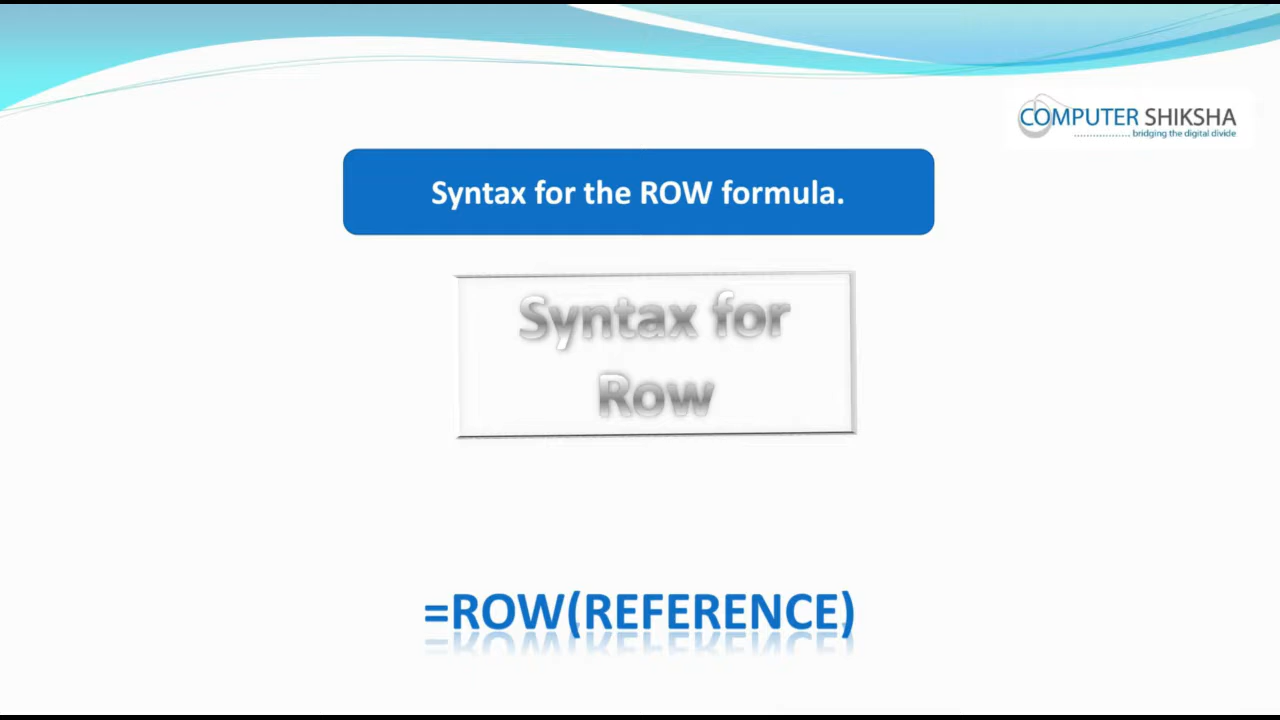 COMPUTER SHIKSHA
bridging the digital divide
Syntax for the ROW formula.
Syntax for
Row
=ROW(REFERENCE)